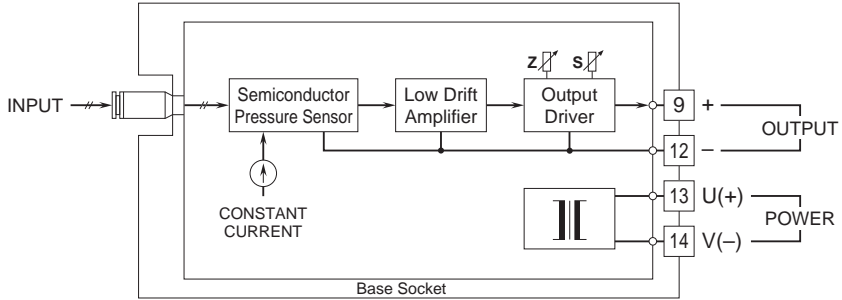 Z
S
INPUT
Semiconductor
Pressure Sensor
Low Drift
Amplifier
Output
Driver
9
+
OUTPUT
12
–
CONSTANT
CURRENT
13
U(+)
POWER
14
V(–)
Base Socket